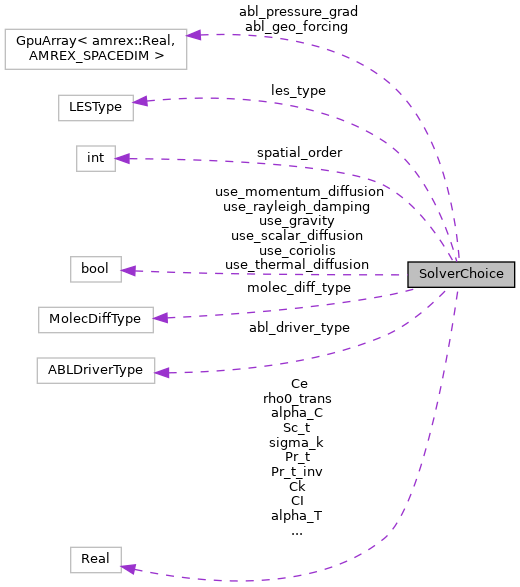 abl_pressure_grad
abl_geo_forcing
GpuArray< amrex::Real,
AMREX_SPACEDIM >
les_type
LESType
spatial_order
int
use_momentum_diffusion
use_rayleigh_damping
use_gravity
use_scalar_diffusion
use_coriolis
use_thermal_diffusion
bool
SolverChoice
molec_diff_type
MolecDiffType
abl_driver_type
ABLDriverType
Ce
rho0_trans
alpha_C
Sc_t
sigma_k
Pr_t
Pr_t_inv
Ck
CI
alpha_T
...
Real